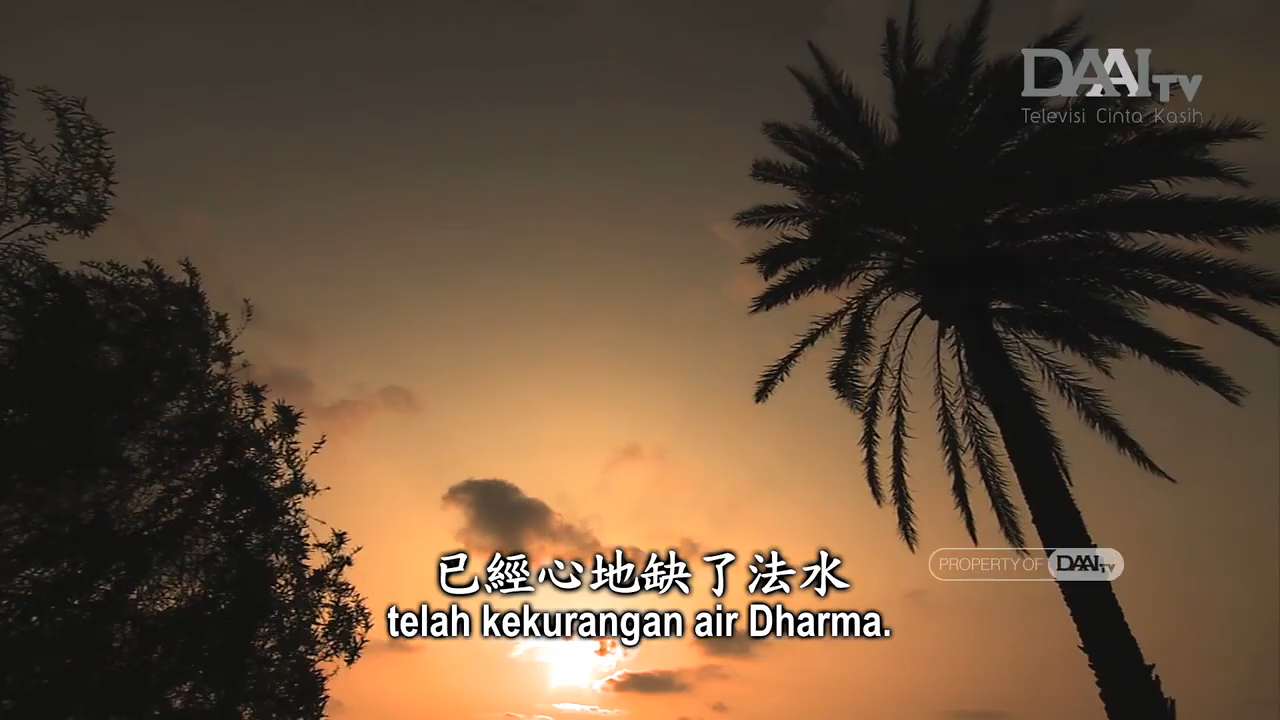 DAAI TV
Televisi Cinta Kasih
PROPERTY OF DAAI TV
已經心地缺了法水
telah kekurangan air Dharma.